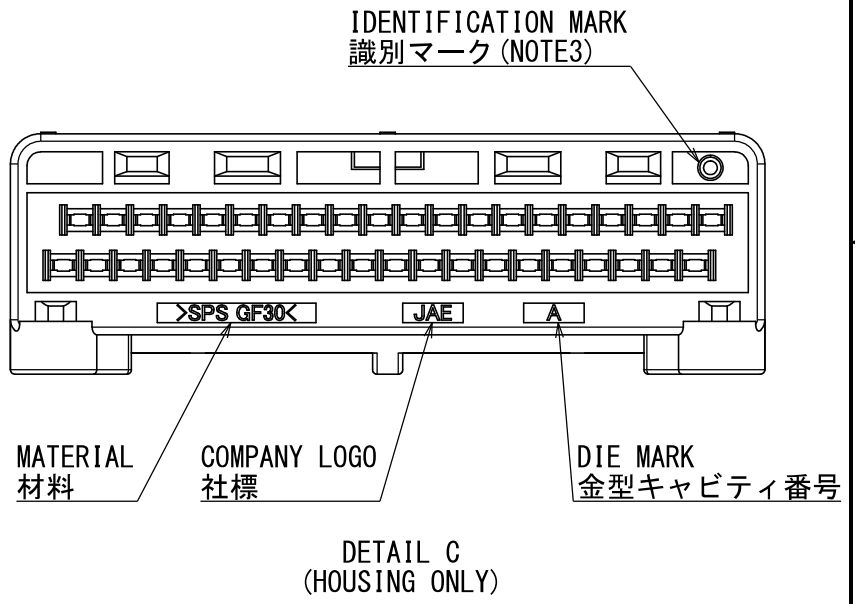 IDENTIFICATION MARK
識別マーク(NOTE3)
>SPS GF30<
JAE
A
MATERIAL
材料
COMPANY LOGO
社標
DIE MARK
金型キャビティ番号
DETAIL C
(HOUSING ONLY)